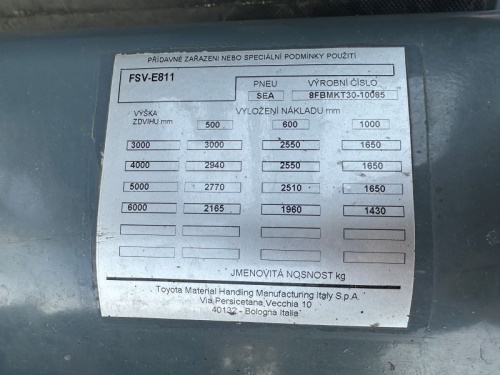 PŘÍDAVNÉ ZAŘAZENI NEBO SPECIÁLNI PODMÍNKY POUŽITÍ
FSV-E811
PNEU VÝROBNÍ ČÍSLO
SEA 8FBMKT30-10085
VÝŠKA VYLOŽENÍ NÁKLADU mm
ZDVIHU mm 500 600 1000
3000 3000 2550 1650
4000 2940 2550 1650
5000 2770 2510 1650
6000 2165 1960 1430
JMENOVITÁ NOSNOST kg
Toyota Material Handling Manufacturing Italy S.p.A.
Via Persicetana Vecchia 10
40132 - Bologna Italia